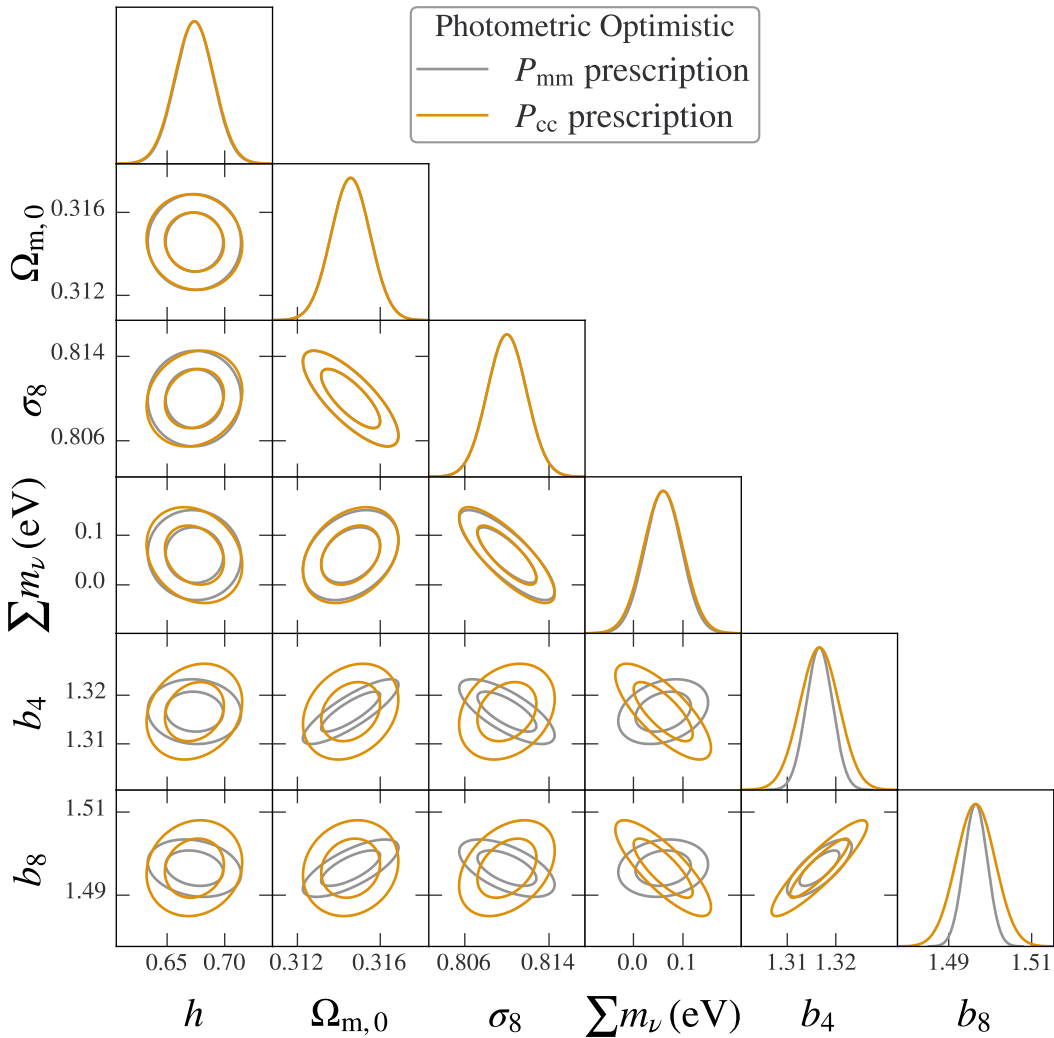 Photometric Optimistic
P_mm prescription
P_cc prescription
Ω_m,0
0.316
0.312
σ_8
0.814
0.806
∑m_ν (eV)
0.1
0.0
b_4
1.32
1.31
b_8
1.51
1.49
0.65 0.70 0.312 0.316 0.806 0.814 0.0 0.1 1.31 1.32 1.49 1.51
h Ω_m,0 σ_8 ∑m_ν (eV) b_4 b_8